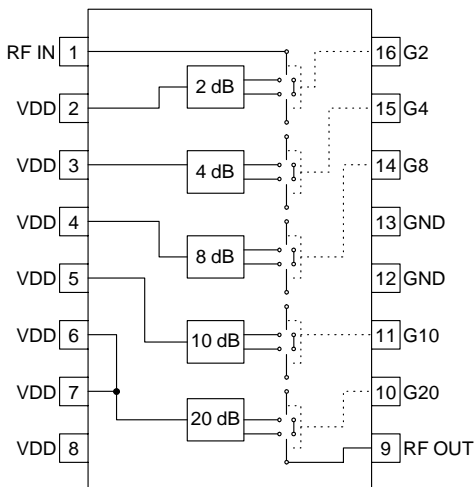 RF IN 1 16 G2
2 dB
VDD 2 15 G4
VDD 3 4 dB 14 G8
VDD 4 13 GND
8 dB
VDD 5 12 GND
VDD 6 10 dB 11 G10
VDD 7 10 G20
20 dB
VDD 8 9 RF OUT